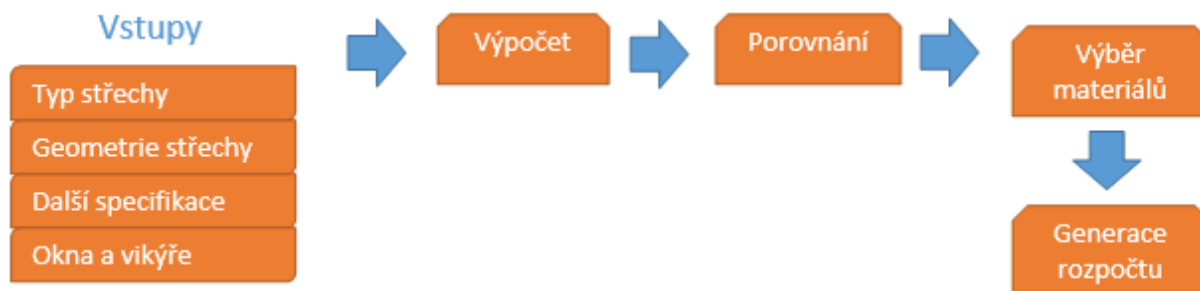 Vstupy
Typ střechy
Geometrie střechy
Další specifikace
Okna a vikýře
Výpočet
Porovnání
Výběr
materiálů
Generace
rozpočtu